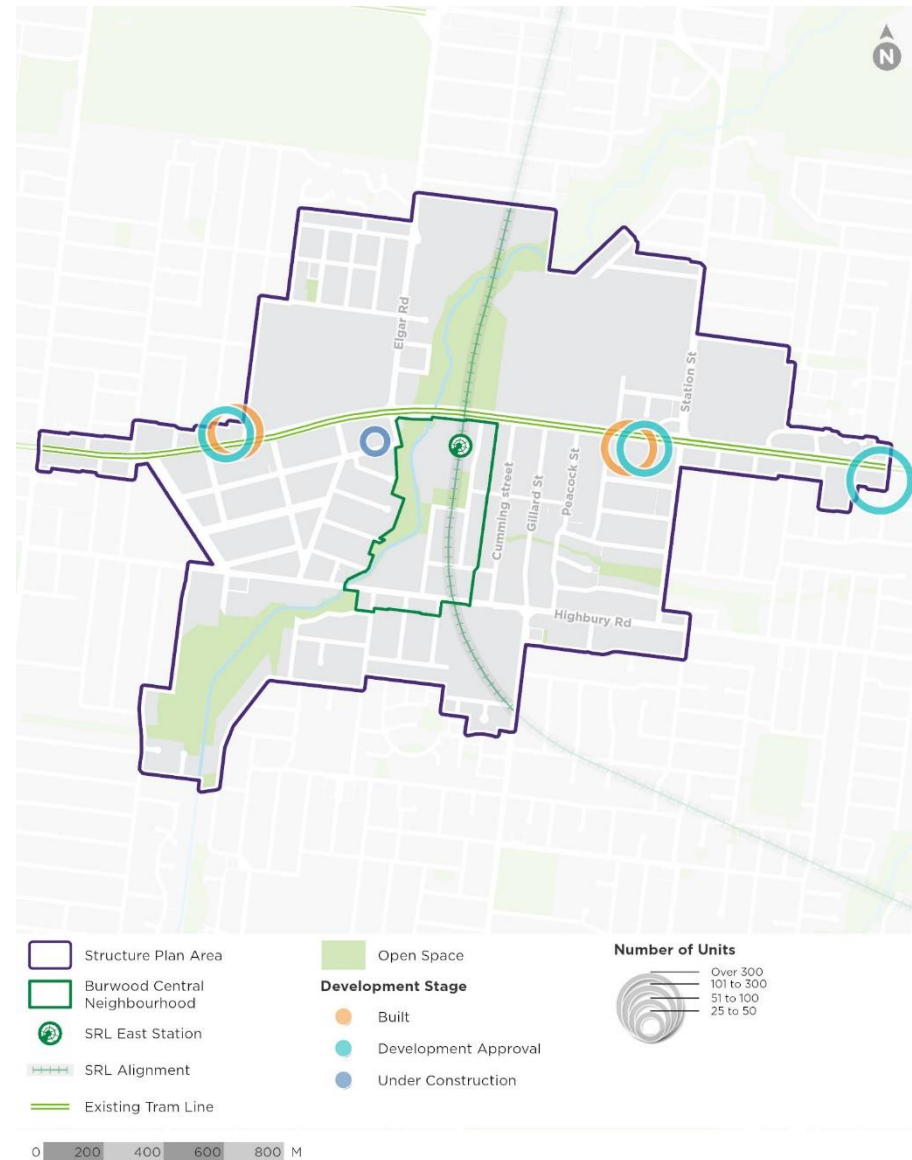 N
Elgar Rd
Station St
Cumming street
Gillard St
Peacock St
Highbury Rd
Structure Plan Area
Burwood Central
Neighbourhood
SRL East Station
SRL Alignment
Existing Tram Line
Open Space
Development Stage
Built
Development Approval
Under Construction
Number of Units
Over 300
101 to 300
51 to 100
25 to 50
0 200 400 600 800 M